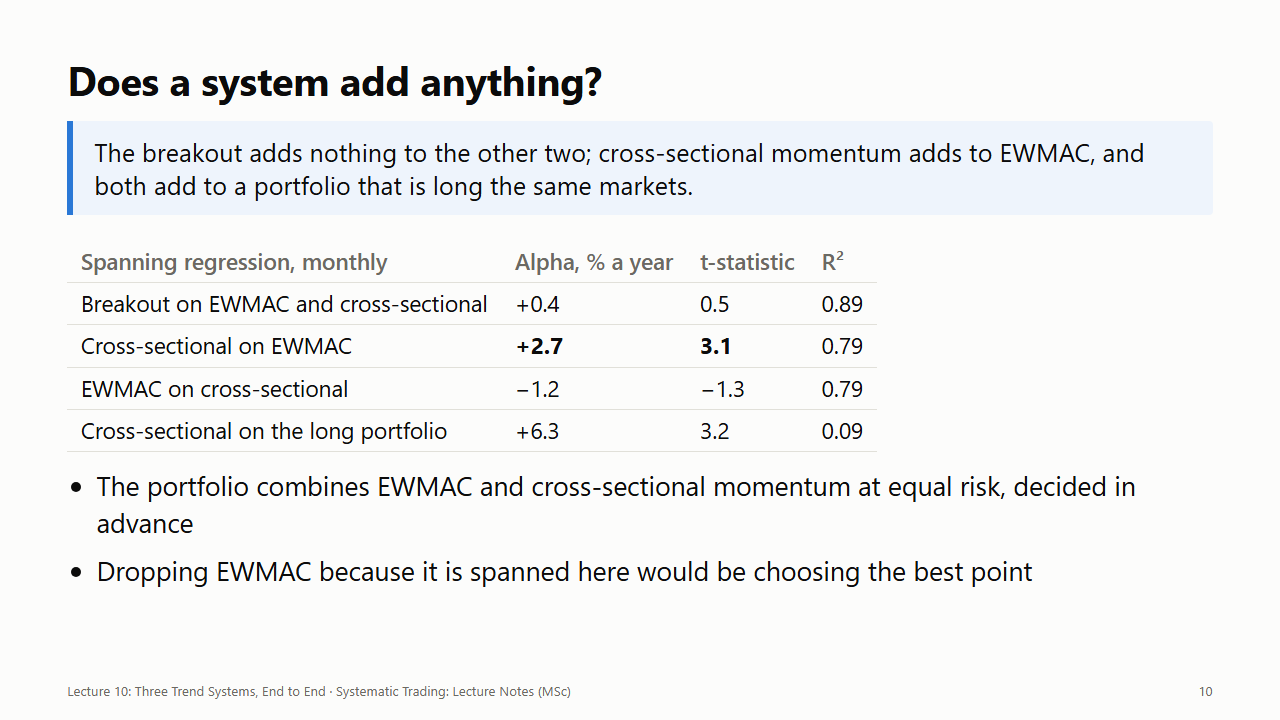 Does a system add anything?
The breakout adds nothing to the other two; cross-sectional momentum adds to EWMAC, and
both add to a portfolio that is long the same markets.
Spanning regression, monthly Alpha, % a year t-statistic R²
Breakout on EWMAC and cross-sectional +0.4 0.5 0.89
Cross-sectional on EWMAC +2.7 3.1 0.79
EWMAC on cross-sectional −1.2 −1.3 0.79
Cross-sectional on the long portfolio +6.3 3.2 0.09
• The portfolio combines EWMAC and cross-sectional momentum at equal risk, decided in
advance
• Dropping EWMAC because it is spanned here would be choosing the best point
Lecture 10: Three Trend Systems, End to End · Systematic Trading: Lecture Notes (MSc) 10